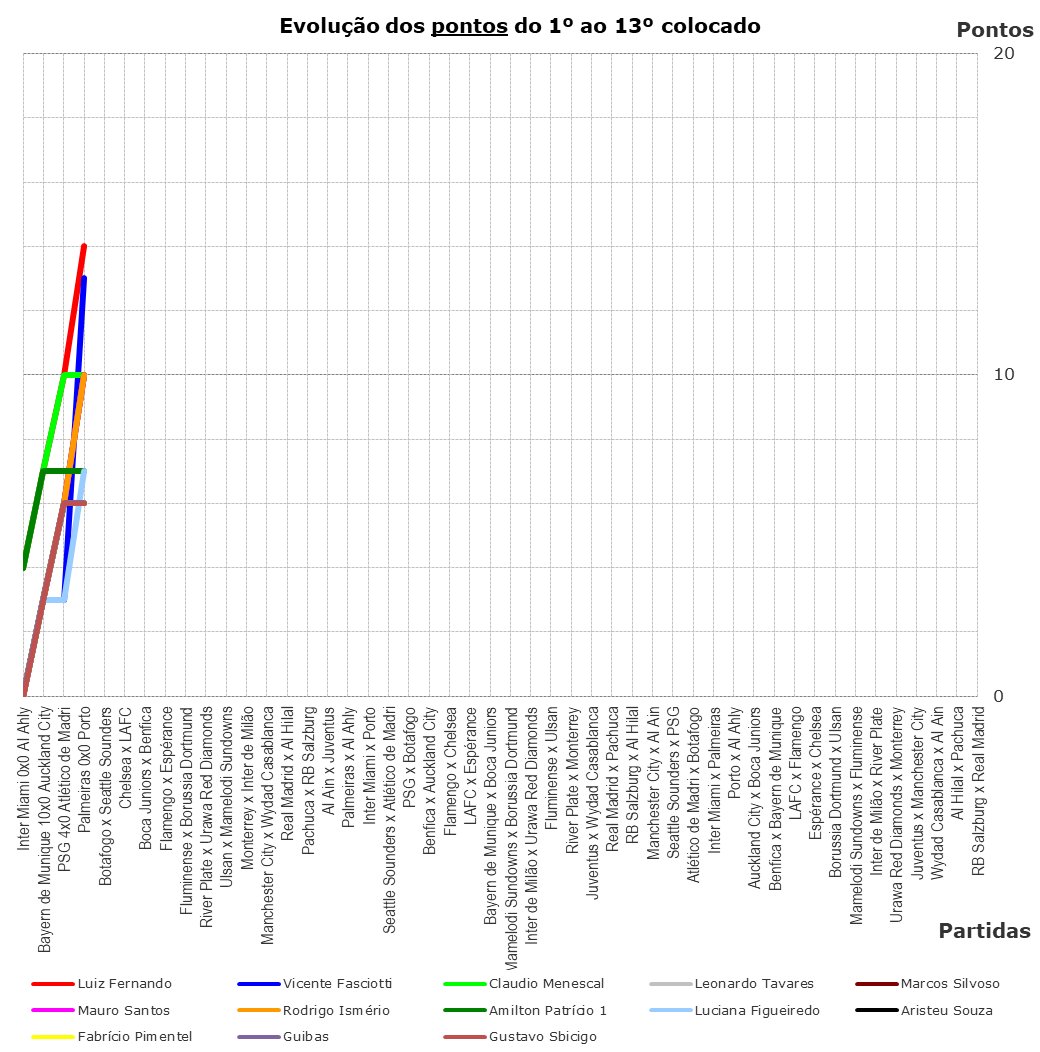 Evolução dos pontos do 1º ao 13º colocado
Pontos
20
10
0
Inter Miami 0x0 Al Ahly
Bayern de Munique 10x0 Auckland City
PSG 4x0 Atlético de Madri
Palmeiras 0x0 Porto
Botafogo x Seattle Sounders
Chelsea x LAFC
Boca Juniors x Benfica
Flamengo x Espérance
Fluminense x Borussia Dortmund
River Plate x Urawa Red Diamonds
Ulsan x Mamelodi Sundowns
Monterrey x Inter de Milão
Manchester City x Wydad Casablanca
Real Madrid x Al Hilal
Pachuca x RB Salzburg
Al Ain x Juventus
Palmeiras x Al Ahly
Inter Miami x Porto
Seattle Sounders x Atlético de Madri
PSG x Botafogo
Benfica x Auckland City
Flamengo x Chelsea
LAFC x Espérance
Bayern de Munique x Boca Juniors
Mamelodi Sundowns x Borussia Dortmund
Inter de Milão x Urawa Red Diamonds
Fluminense x Ulsan
River Plate x Monterrey
Juventus x Wydad Casablanca
Real Madrid x Pachuca
RB Salzburg x Al Hilal
Manchester City x Al Ain
Seattle Sounders x PSG
Atlético de Madri x Botafogo
Inter Miami x Palmeiras
Porto x Al Ahly
Auckland City x Boca Juniors
Benfica x Bayern de Munique
LAFC x Flamengo
Espérance x Chelsea
Borussia Dortmund x Ulsan
Mamelodi Sundowns x Fluminense
Inter de Milão x River Plate
Urawa Red Diamonds x Monterrey
Juventus x Manchester City
Wydad Casablanca x Al Ain
Al Hilal x Pachuca
RB Salzburg x Real Madrid
Partidas
Luiz Fernando
Vicente Fasciotti
Claudio Menescal
Leonardo Tavares
Marcos Silvoso
Mauro Santos
Rodrigo Ismério
Amilton Patrício 1
Luciana Figueiredo
Aristeu Souza
Fabrício Pimentel
Guibas
Gustavo Sbicigo